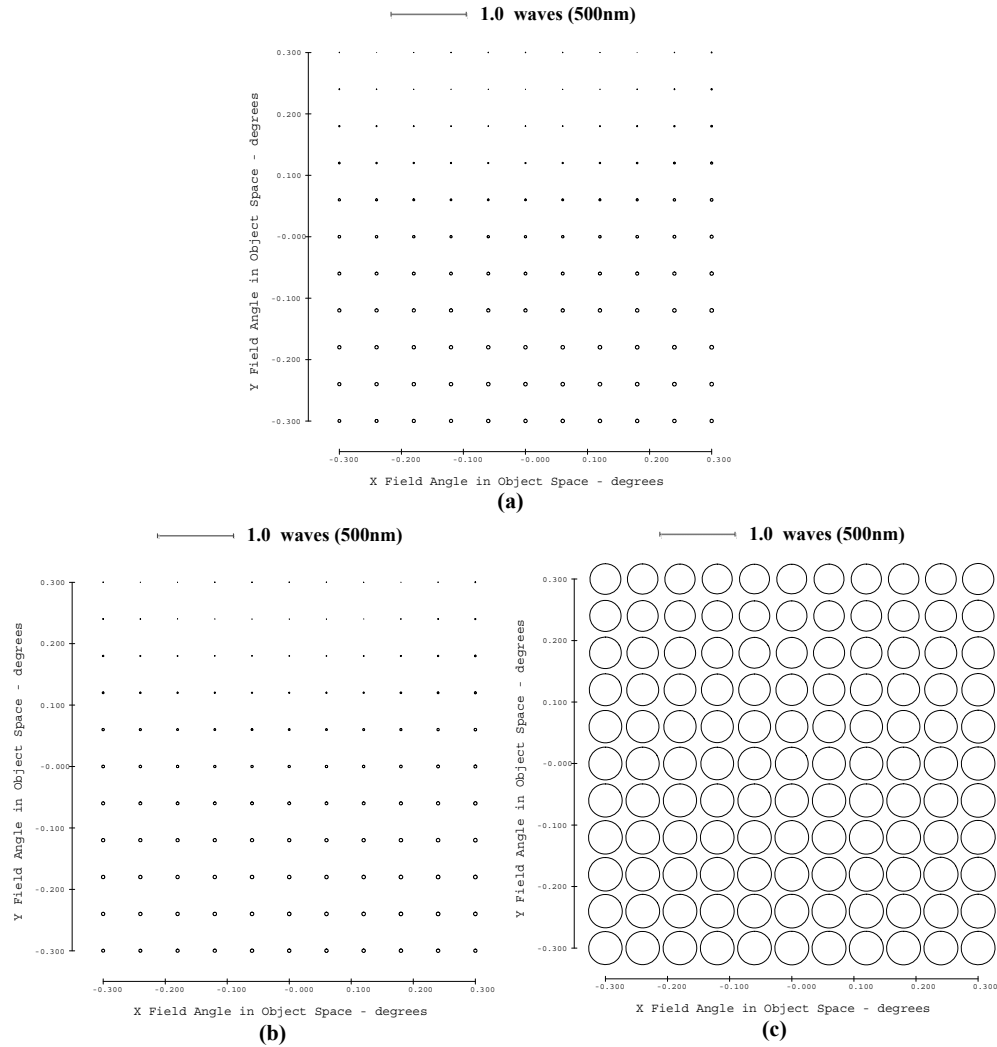 1.0 waves (500nm)
0.300
0.200
0.100
-0.000
-0.100
-0.200
-0.300
Y Field Angle in Object Space - degrees
-0.300 -0.200 -0.100 -0.000 0.100 0.200 0.300
X Field Angle in Object Space - degrees
(a)
1.0 waves (500nm)
0.300
0.200
0.100
-0.000
-0.100
-0.200
-0.300
Y Field Angle in Object Space - degrees
-0.300 -0.200 -0.100 -0.000 0.100 0.200 0.300
X Field Angle in Object Space - degrees
(b)
1.0 waves (500nm)
0.300
0.200
0.100
-0.000
-0.100
-0.200
-0.300
Y Field Angle in Object Space - degrees
-0.300 -0.200 -0.100 -0.000 0.100 0.200 0.300
X Field Angle in Object Space - degrees
(c)